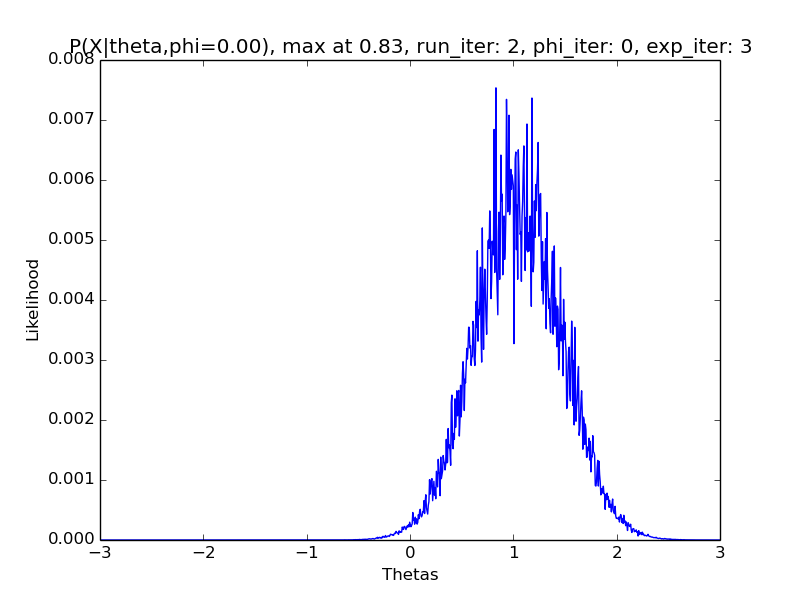 P(X|theta,phi=0.00), max at 0.83, run_iter: 2, phi_iter: 0, exp_iter: 3
0.008
0.007
0.006
0.005
0.004
0.003
0.002
0.001
0.000
Likelihood
−3 −2 −1 0 1 2 3
Thetas